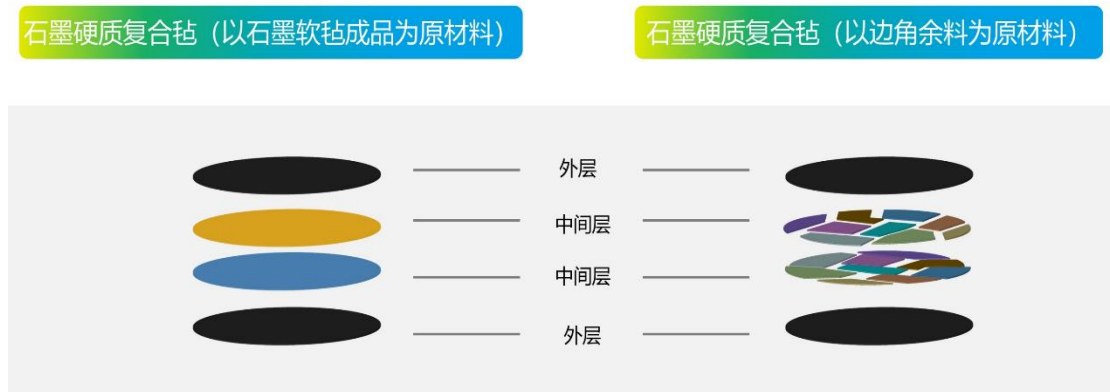 石墨硬质复合毡（以石墨软毡成品为原材料）
石墨硬质复合毡（以边角余料为原材料）
外层
中间层
中间层
外层